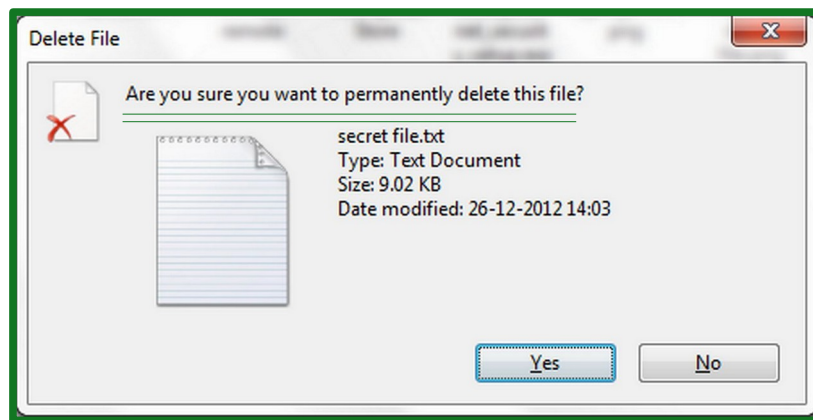 Delete File
Are you sure you want to permanently delete this file?
secret file.txt
Type: Text Document
Size: 9.02 KB
Date modified: 26-12-2012 14:03
Yes
No